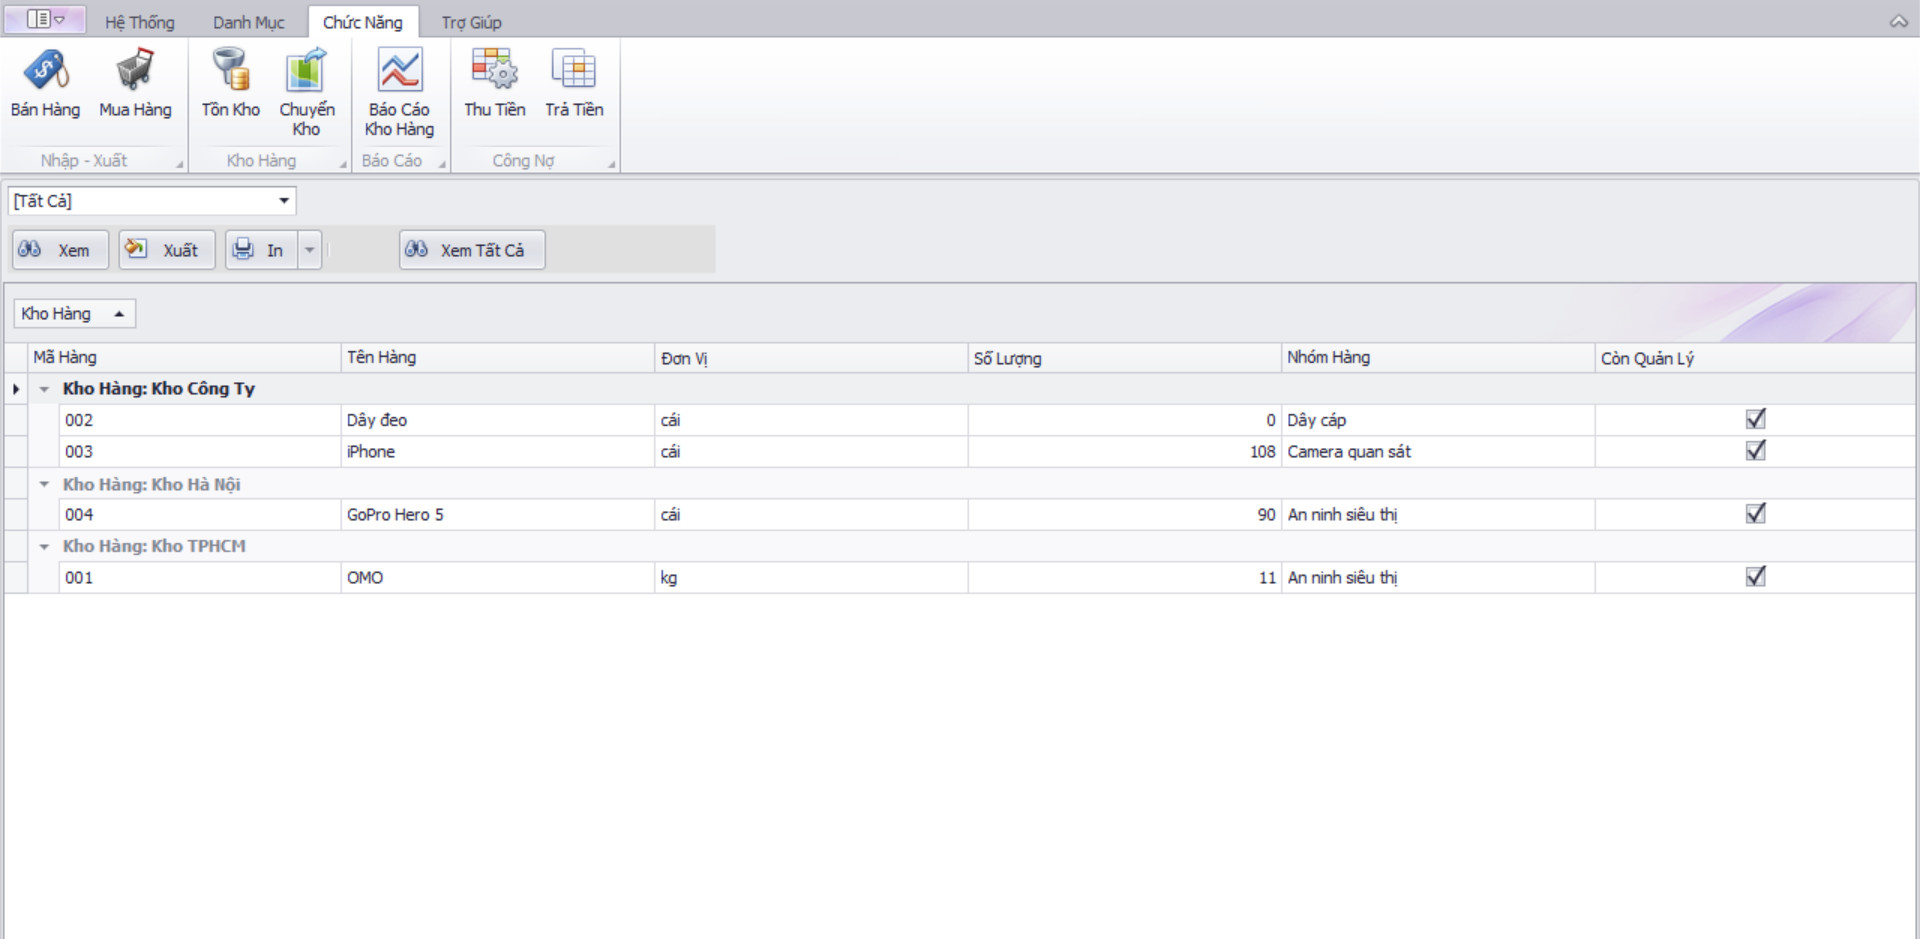 Hệ Thống Danh Mục Chức Năng Trợ Giúp
Bán Hàng Mua Hàng Tồn Kho Chuyển Kho Báo Cáo Kho Hàng Thu Tiền Trả Tiền
Nhập - Xuất Kho Hàng Báo Cáo Công Nợ
[Tất Cả]
Xem Xuất In Xem Tất Cả
Kho Hàng
Mã Hàng Tên Hàng Đơn Vị Số Lượng Nhóm Hàng Còn Quản Lý
Kho Hàng: Kho Công Ty
002 Dây đeo cái 0 Dây cáp
003 iPhone cái 108 Camera quan sát
Kho Hàng: Kho Hà Nội
004 GoPro Hero 5 cái 90 An ninh siêu thị
Kho Hàng: Kho TPHCM
001 OMO kg 11 An ninh siêu thị